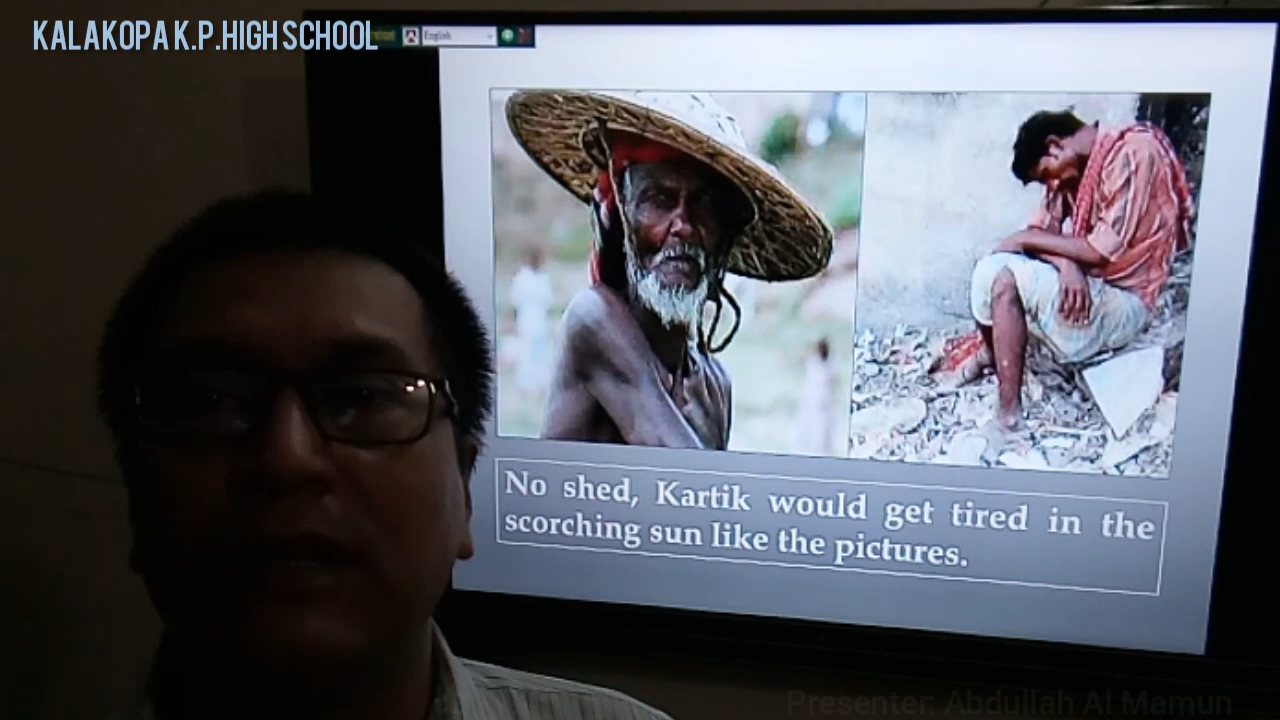 KALAKOPA K.P. HIGH SCHOOL
English
No shed, Kartik would get tired in the
scorching sun like the pictures.
Presenter: Abdullah Al Mamun